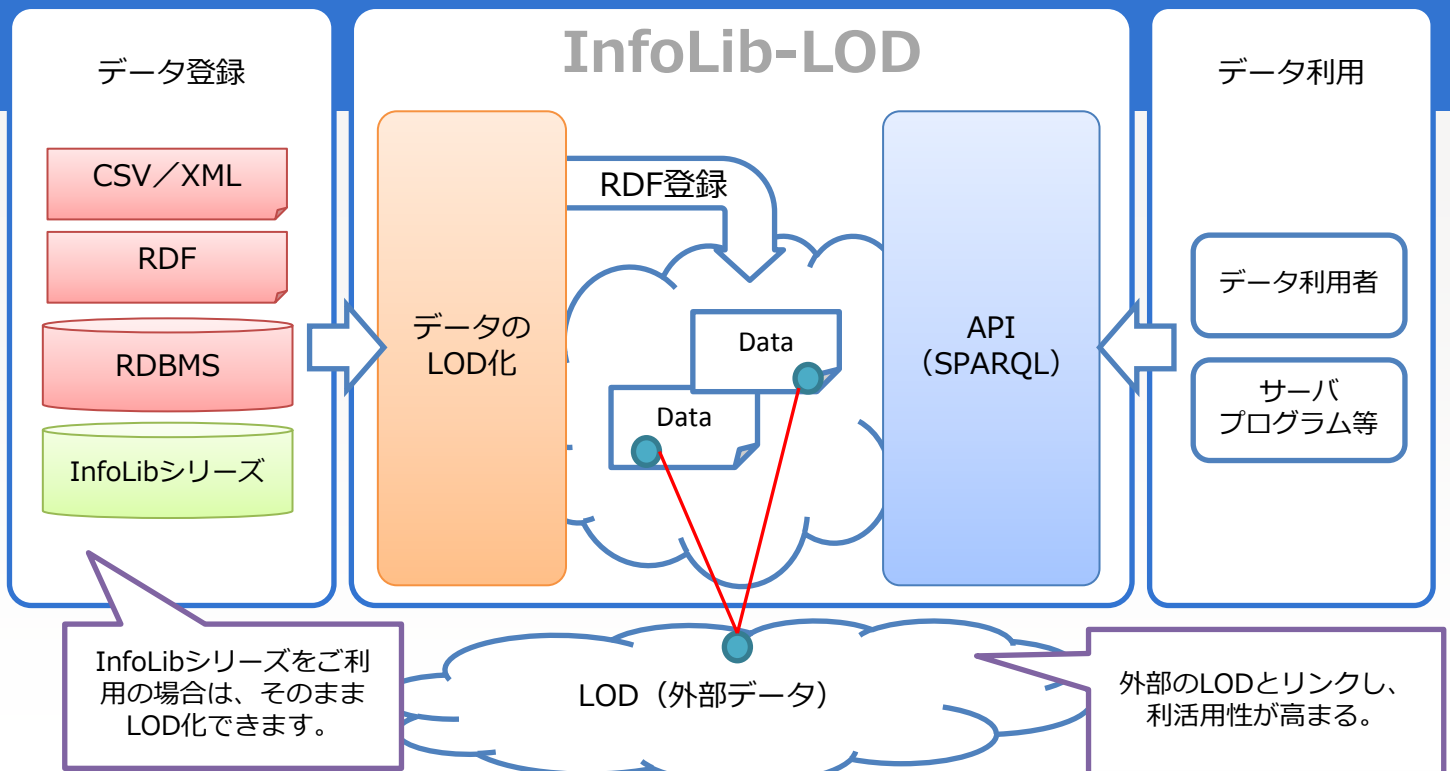 InfoLib-LOD
データ登録
CSV／XML
RDF
RDBMS
InfoLibシリーズ
InfoLibシリーズをご利
用の場合は、そのまま
LOD化できます。
データの
LOD化
RDF登録
Data
Data
API
（SPARQL）
データ利用
データ利用者
サーバ
プログラム等
LOD（外部データ）
外部のLODとリンクし、
利活用性が高まる。